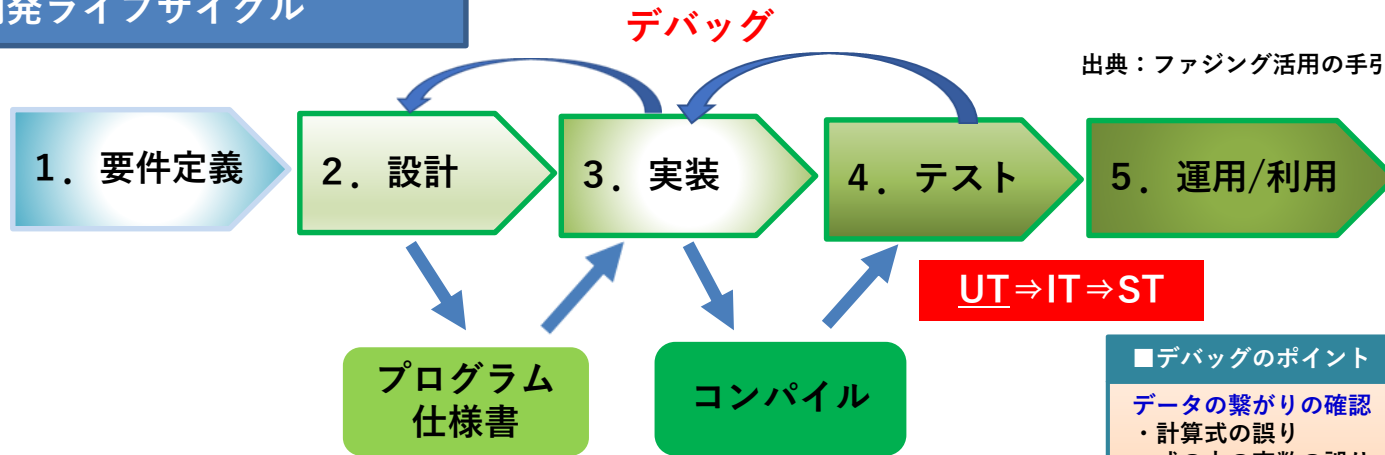 開発ライフサイクル
デバッグ
出典:ファジング活用の手引
1. 要件定義
2. 設計
3. 実装
4. テスト
5. 運用/利用
UT⇒IT⇒ST
プログラム
仕様書
コンパイル
■デバッグのポイント
データの繋がりの確認
・計算式の誤り